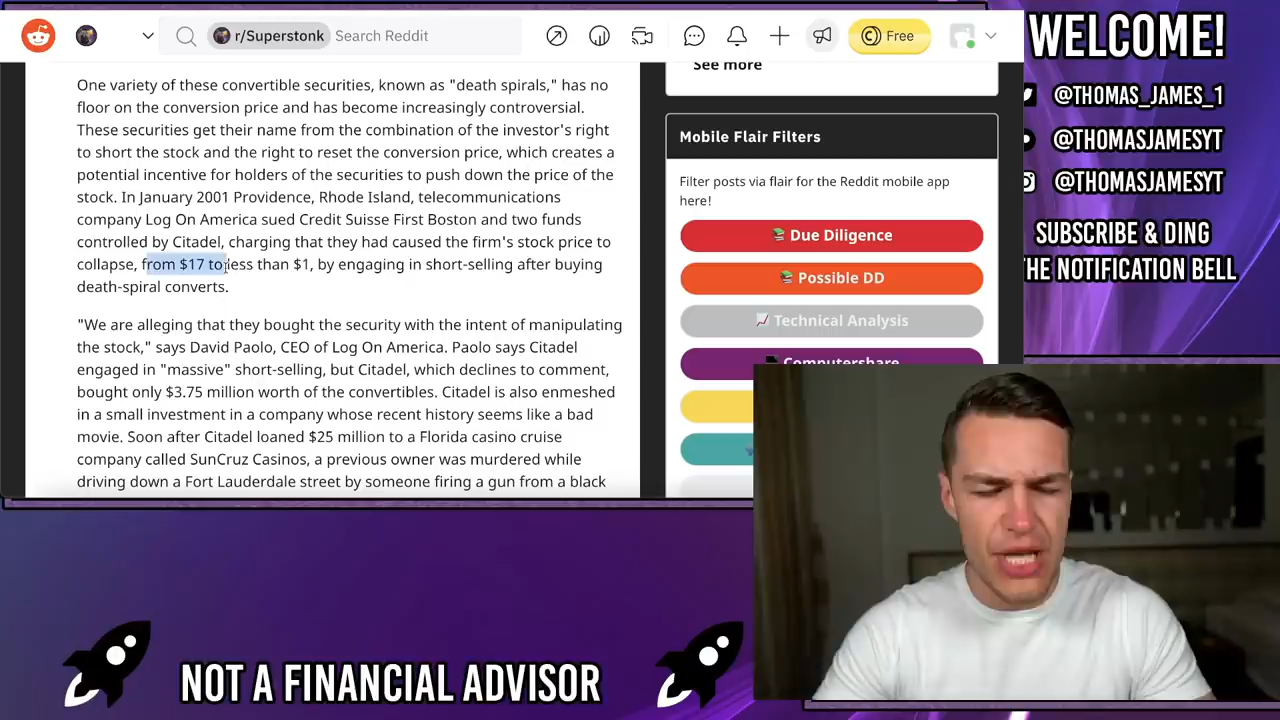 r/Superstonk Search Reddit
Free
One variety of these convertible securities, known as "death spirals," has no
floor on the conversion price and has become increasingly controversial.
These securities get their name from the combination of the investor's right
to short the stock and the right to reset the conversion price, which creates a
potential incentive for holders of the securities to push down the price of the
stock. In January 2001 Providence, Rhode Island, telecommunications
company Log On America sued Credit Suisse First Boston and two funds
controlled by Citadel, charging that they had caused the firm's stock price to
collapse, from $17 to less than $1, by engaging in short-selling after buying
death-spiral converts.
"We are alleging that they bought the security with the intent of manipulating
the stock," says David Paolo, CEO of Log On America. Paolo says Citadel
engaged in "massive" short-selling, but Citadel, which declines to comment,
bought only $3.75 million worth of the convertibles. Citadel is also enmeshed
in a small investment in a company whose recent history seems like a bad
movie. Soon after Citadel loaned $25 million to a Florida casino cruise
company called SunCruz Casinos, a previous owner was murdered while
driving down a Fort Lauderdale street by someone firing a gun from a black
See more
Mobile Flair Filters
Filter posts via flair for the Reddit mobile app
here!
Due Diligence
Possible DD
Technical Analysis
Computershare
WELCOME!
@THOMAS_JAMES_1
@THOMASJAMESYT
@THOMASJAMESYT
SUBSCRIBE & DING
THE NOTIFICATION BELL
NOT A FINANCIAL ADVISOR